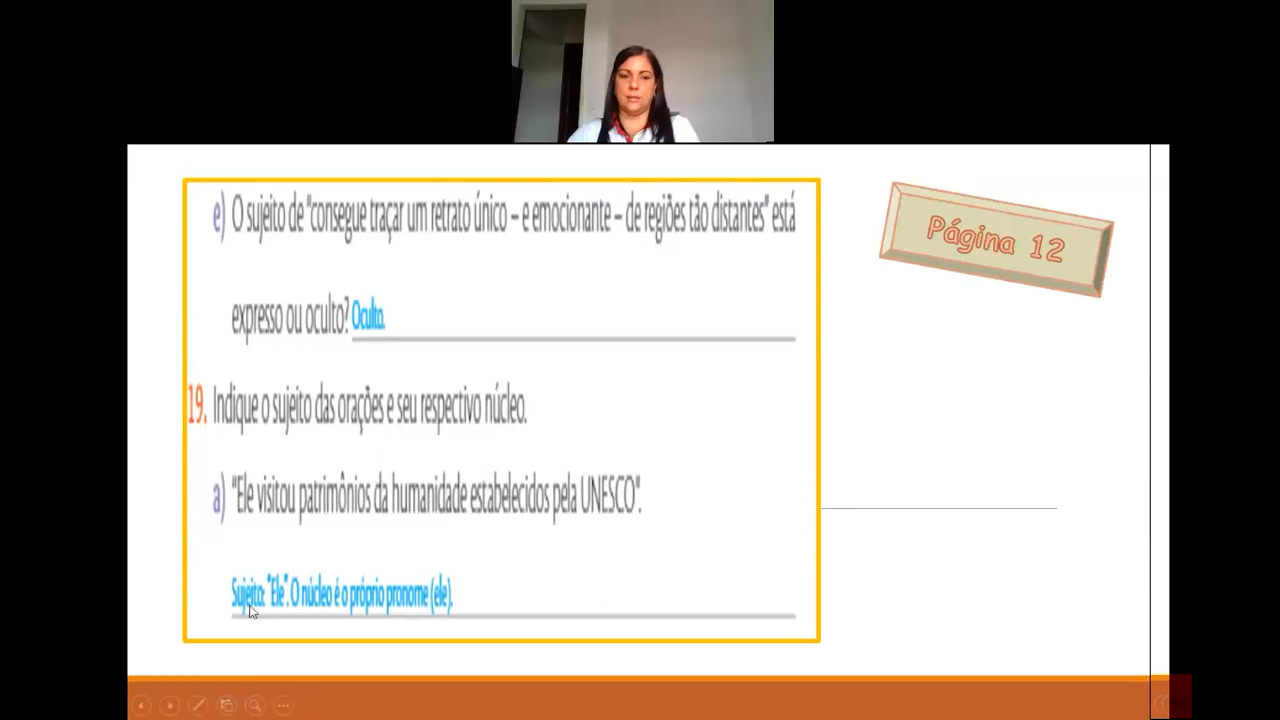 e) O sujeito de "consegue traçar um retrato único – e emocionante – de regiões tão distantes" está
expresso ou oculto? Oculto.
19. Indique o sujeito das orações e seu respectivo núcleo.
a) "Ele visitou patrimônios da humanidade estabelecidos pela UNESCO".
Sujeito: "Ele". O núcleo é o próprio pronome (ele).
Página 12